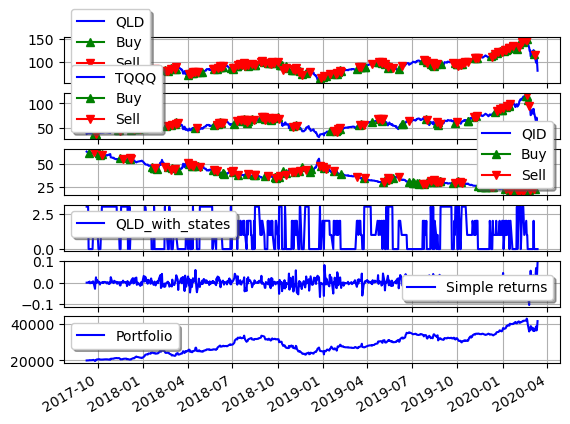 QLD
Buy
Sell
150
100
TQQQ
Buy
Sell
100
50
QID
Buy
Sell
50
25
QLD_with_states
2.5
0.0
Simple returns
0.1
0.0
−0.1
Portfolio
40000
20000
2017-10
2018-01
2018-04
2018-07
2018-10
2019-01
2019-04
2019-07
2019-10
2020-01
2020-04